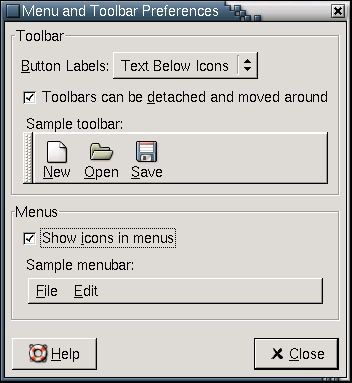 Menu and Toolbar Preferences
Toolbar
Button Labels: Text Below Icons
Toolbars can be detached and moved around
Sample toolbar:
New Open Save
Menus
Show icons in menus
Sample menubar:
File Edit
Help Close